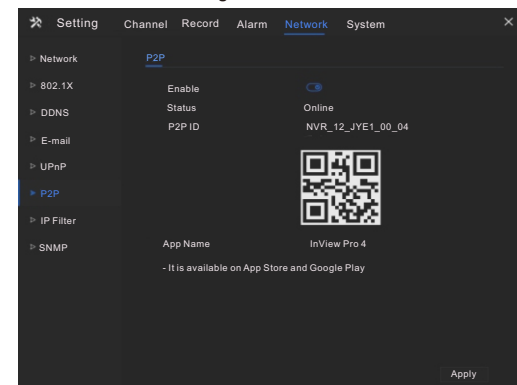 Setting Channel Record Alarm Network System
Network
P2P
802.1X
Enable
DDNS
Status Online
P2P ID NVR_12_JYE1_00_04
E-mail
UPnP
P2P
IP Filter
SNMP
App Name InView Pro 4
- It is available on App Store and Google Play
Apply